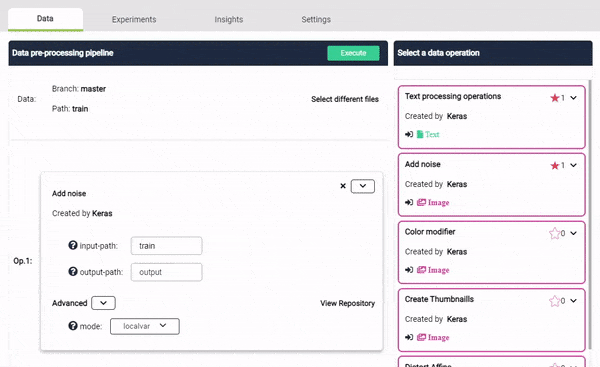 Data Experiments Insights Settings
Data pre-processing pipeline Execute
Data:
Branch: master
Path: train
Select different files
Op.1:
Add noise
Created by Keras
input-path: train
output-path: output
Advanced View Repository
mode: localvar
Select a data operation
Text processing operations 1
Created by Keras
Text
Add noise 1
Created by Keras
Image
Color modifier 0
Created by Keras
Image
Create Thumbnaills 0
Created by Keras
Image
Distort Affine